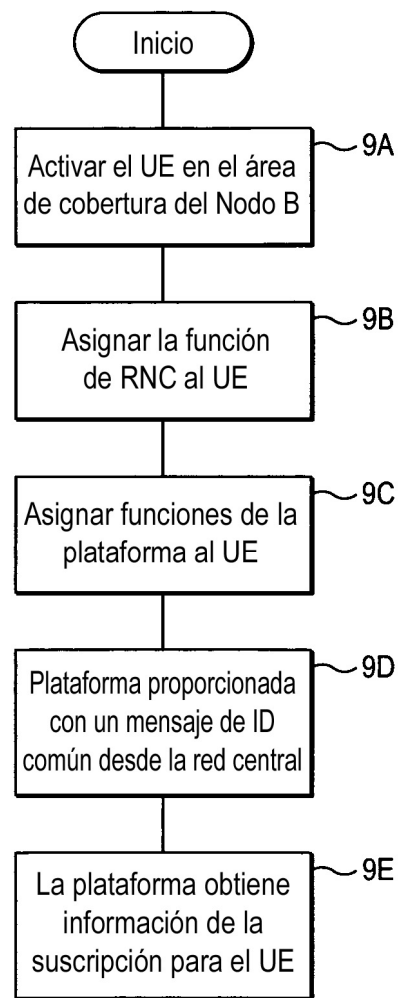 Inicio
Activar el UE en el área
de cobertura del Nodo B
9A
Asignar la función
de RNC al UE
9B
Asignar funciones de la
plataforma al UE
9C
Plataforma proporcionada
con un mensaje de ID
común desde la red central
9D
La plataforma obtiene
información de la
suscripción para el UE
9E